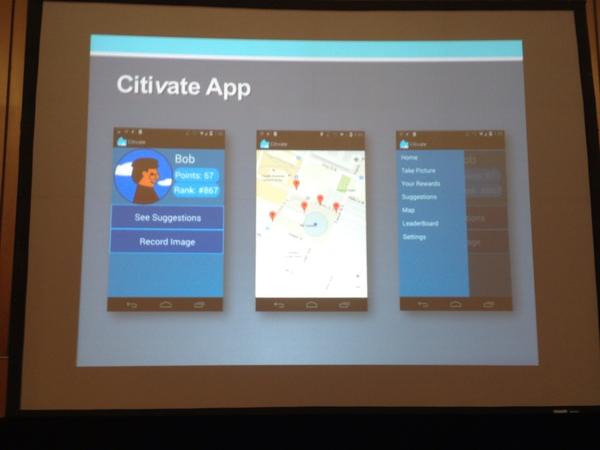 Citivate App
Citivate
Bob
Points: 57
Rank: #867
See Suggestions
Record Image
Citivate
Citivate
Home
Take Picture
Your Rewards
Suggestions
Map
LeaderBoard
Settings